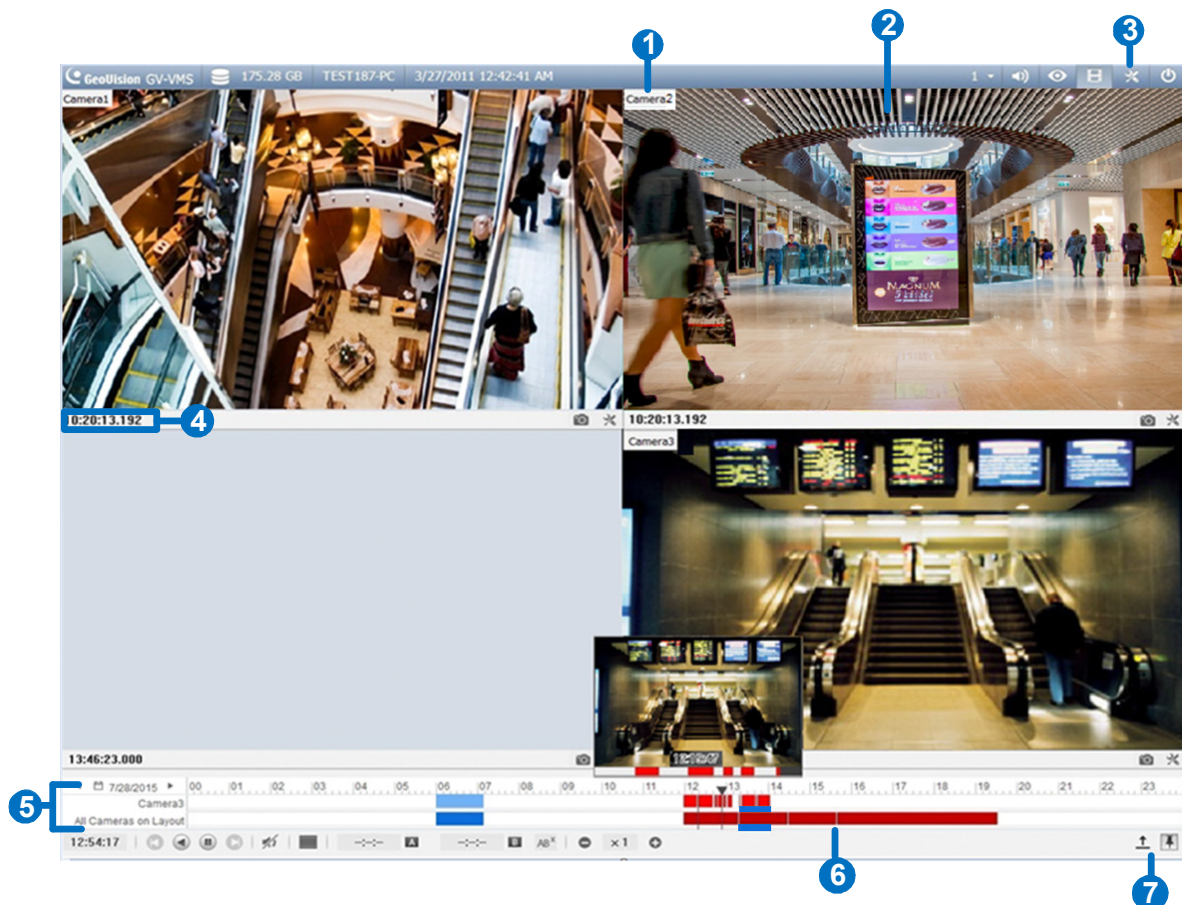 1
2
3
GeoVision GV-VMS 175.28 GB TEST187-PC 3/27/2011 12:42:41 AM 1
Camera1
Camera2
MAGNUM
10:20:13.192
4
10:20:13.192
Camera3
13:46:23.000
5
7/28/2015 00 01 02 03 04 05 06 07 08 09 10 11 12 13 14 15 16 17 18 19 20 21 22 23
Camera3
All Cameras on Layout
12:54:17 --:--:-- A --:--:-- B AB× × 1
6
7